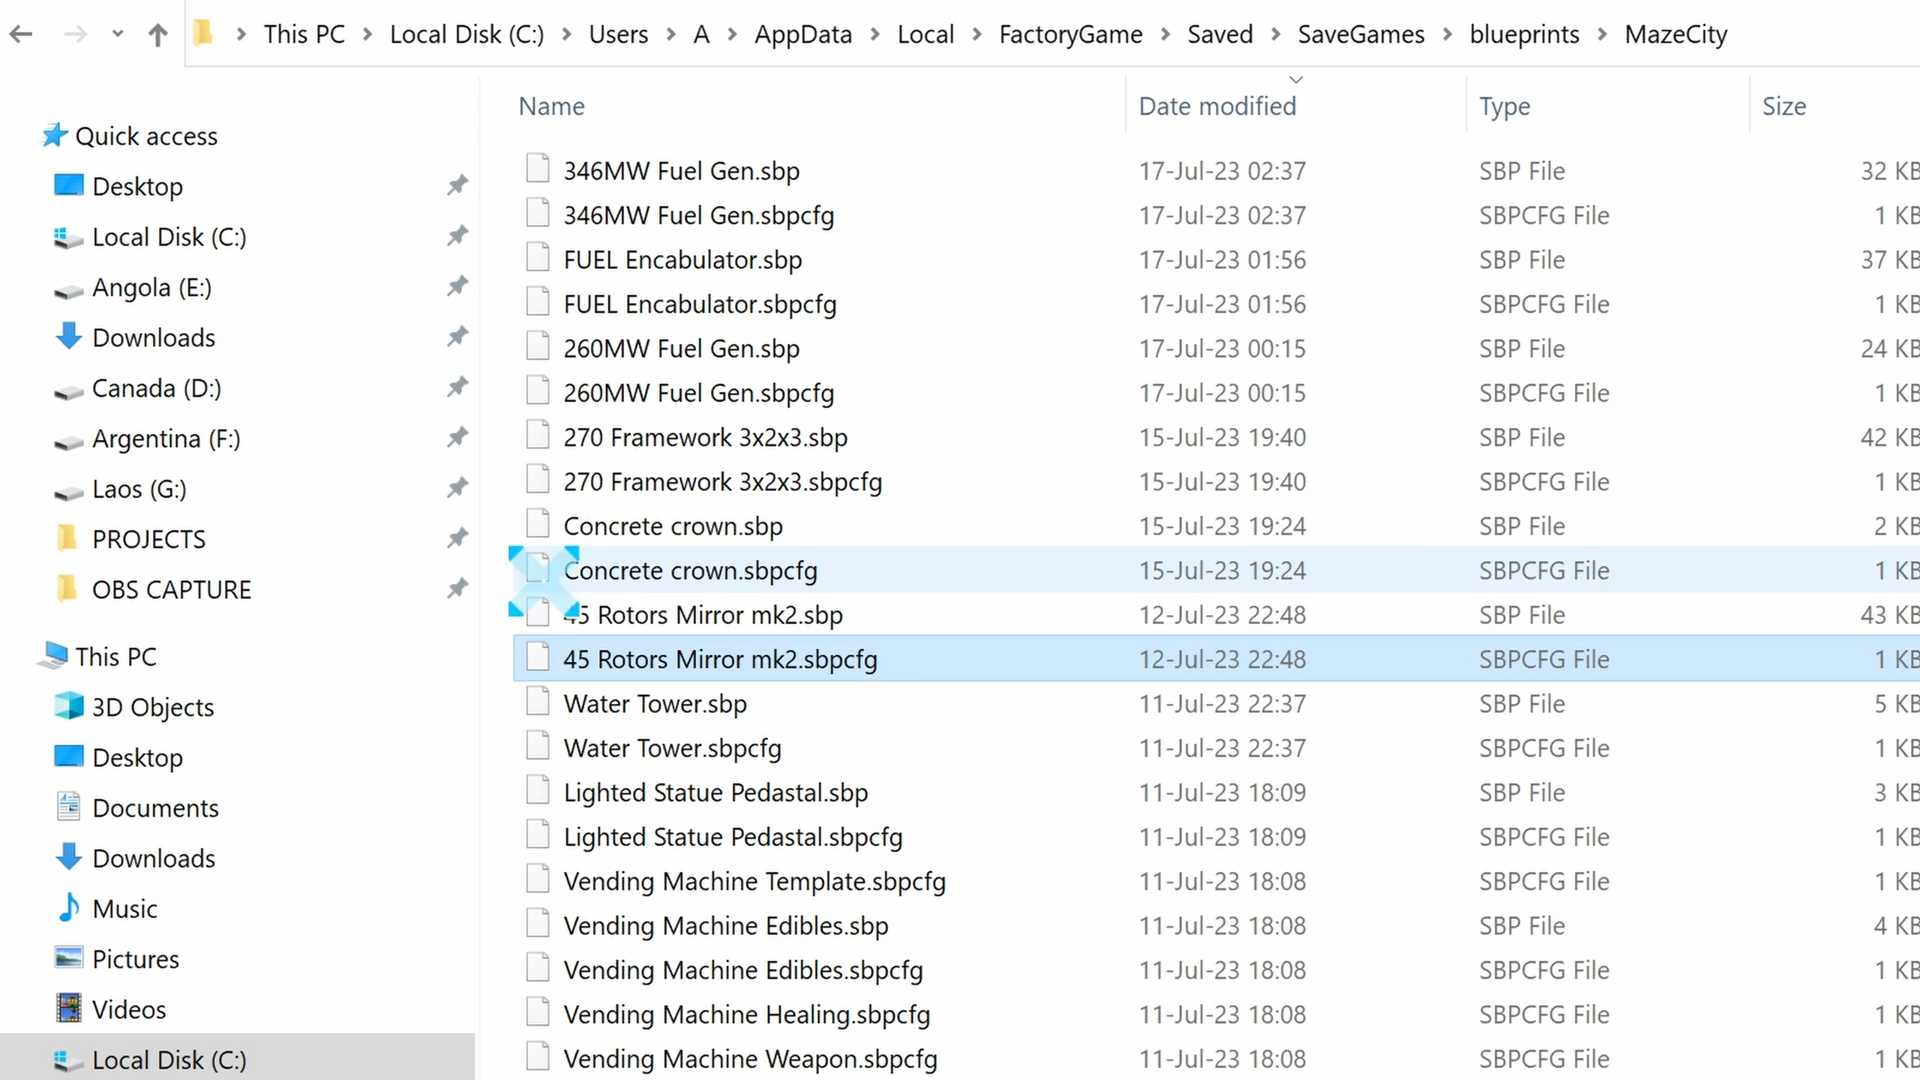 This PC > Local Disk (C:) > Users > A > AppData > Local > FactoryGame > Saved > SaveGames > blueprints > MazeCity
Name Date modified Type Size
Quick access
Desktop
Local Disk (C:)
Angola (E:)
Downloads
Canada (D:)
Argentina (F:)
Laos (G:)
PROJECTS
OBS CAPTURE
This PC
3D Objects
Desktop
Documents
Downloads
Music
Pictures
Videos
Local Disk (C:)
346MW Fuel Gen.sbp 17-Jul-23 02:37 SBP File 32 KB
346MW Fuel Gen.sbpcfg 17-Jul-23 02:37 SBPCFG File 1 KB
FUEL Encabulator.sbp 17-Jul-23 01:56 SBP File 37 KB
FUEL Encabulator.sbpcfg 17-Jul-23 01:56 SBPCFG File 1 KB
260MW Fuel Gen.sbp 17-Jul-23 00:15 SBP File 24 KB
260MW Fuel Gen.sbpcfg 17-Jul-23 00:15 SBPCFG File 1 KB
270 Framework 3x2x3.sbp 15-Jul-23 19:40 SBP File 42 KB
270 Framework 3x2x3.sbpcfg 15-Jul-23 19:40 SBPCFG File 1 KB
Concrete crown.sbp 15-Jul-23 19:24 SBP File 2 KB
Concrete crown.sbpcfg 15-Jul-23 19:24 SBPCFG File 1 KB
45 Rotors Mirror mk2.sbp 12-Jul-23 22:48 SBP File 43 KB
45 Rotors Mirror mk2.sbpcfg 12-Jul-23 22:48 SBPCFG File 1 KB
Water Tower.sbp 11-Jul-23 22:37 SBP File 5 KB
Water Tower.sbpcfg 11-Jul-23 22:37 SBPCFG File 1 KB
Lighted Statue Pedastal.sbp 11-Jul-23 18:09 SBP File 3 KB
Lighted Statue Pedastal.sbpcfg 11-Jul-23 18:09 SBPCFG File 1 KB
Vending Machine Template.sbpcfg 11-Jul-23 18:08 SBPCFG File 1 KB
Vending Machine Edibles.sbp 11-Jul-23 18:08 SBP File 4 KB
Vending Machine Edibles.sbpcfg 11-Jul-23 18:08 SBPCFG File 1 KB
Vending Machine Healing.sbpcfg 11-Jul-23 18:08 SBPCFG File 1 KB
Vending Machine Weapon.sbpcfg 11-Jul-23 18:08 SBPCFG File 1 KB